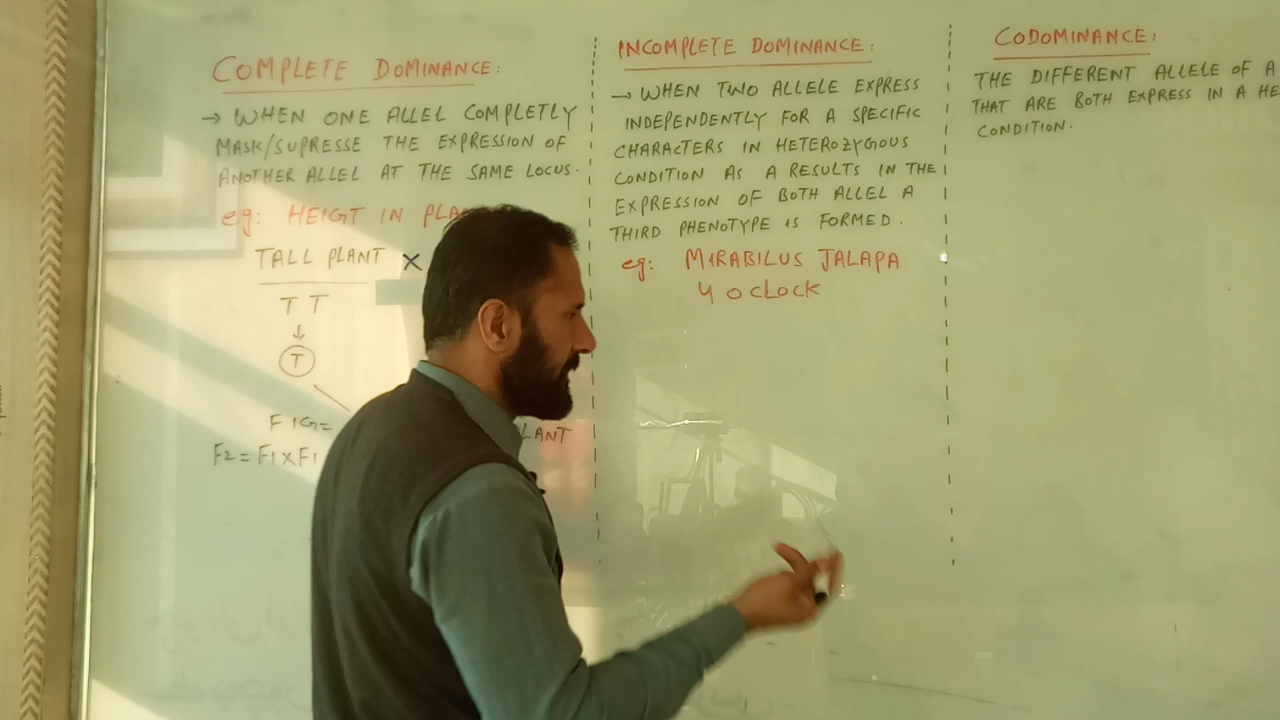 COMPLETE DOMINANCE:
→ WHEN ONE ALLEL COMPLETLY
MASK/SUPRESSE THE EXPRESSION OF
ANOTHER ALLEL AT THE SAME LOCUS.
eg: HEIGT IN PLA
TALL PLANT ×
T T
↓
T
F1G=
LANT
F2 = F1 X F1
INCOMPLETE DOMINANCE:
→ WHEN TWO ALLELE EXPRESS
INDEPENDENTLY FOR A SPECIFIC
CHARACTERS IN HETEROZYGOUS
CONDITION AS A RESULTS IN THE
EXPRESSION OF BOTH ALLEL A
THIRD PHENOTYPE IS FORMED.
eg: MIRABILUS JALAPA
4 O CLOCK
CODOMINANCE:
THE DIFFERENT ALLELE OF A
THAT ARE BOTH EXPRESS IN A HE
CONDITION.